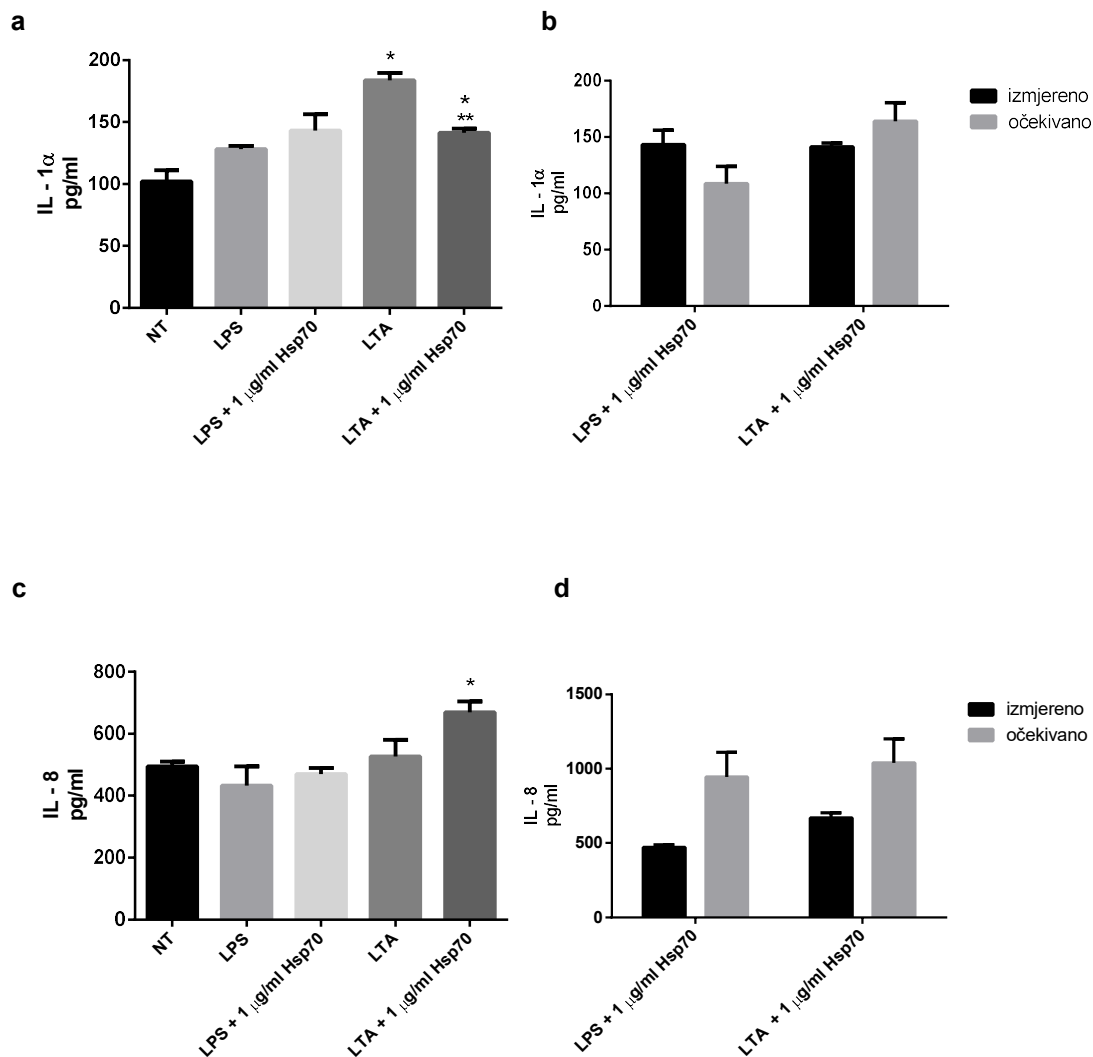 a
200
150
100
50
0
IL - 1α
pg/ml
*
*
**
NT
LPS
LPS + 1 μg/ml Hsp70
LTA
LTA + 1 μg/ml Hsp70
b
200
150
100
50
0
IL - 1α
pg/ml
izmjereno
očekivano
LPS + 1 μg/ml Hsp70
LTA + 1 μg/ml Hsp70
c
800
600
400
200
0
IL - 8
pg/ml
*
NT
LPS
LPS + 1 μg/ml Hsp70
LTA
LTA + 1 μg/ml Hsp70
d
1500
1000
500
0
IL - 8
pg/ml
izmjereno
očekivano
LPS + 1 μg/ml Hsp70
LTA + 1 μg/ml Hsp70